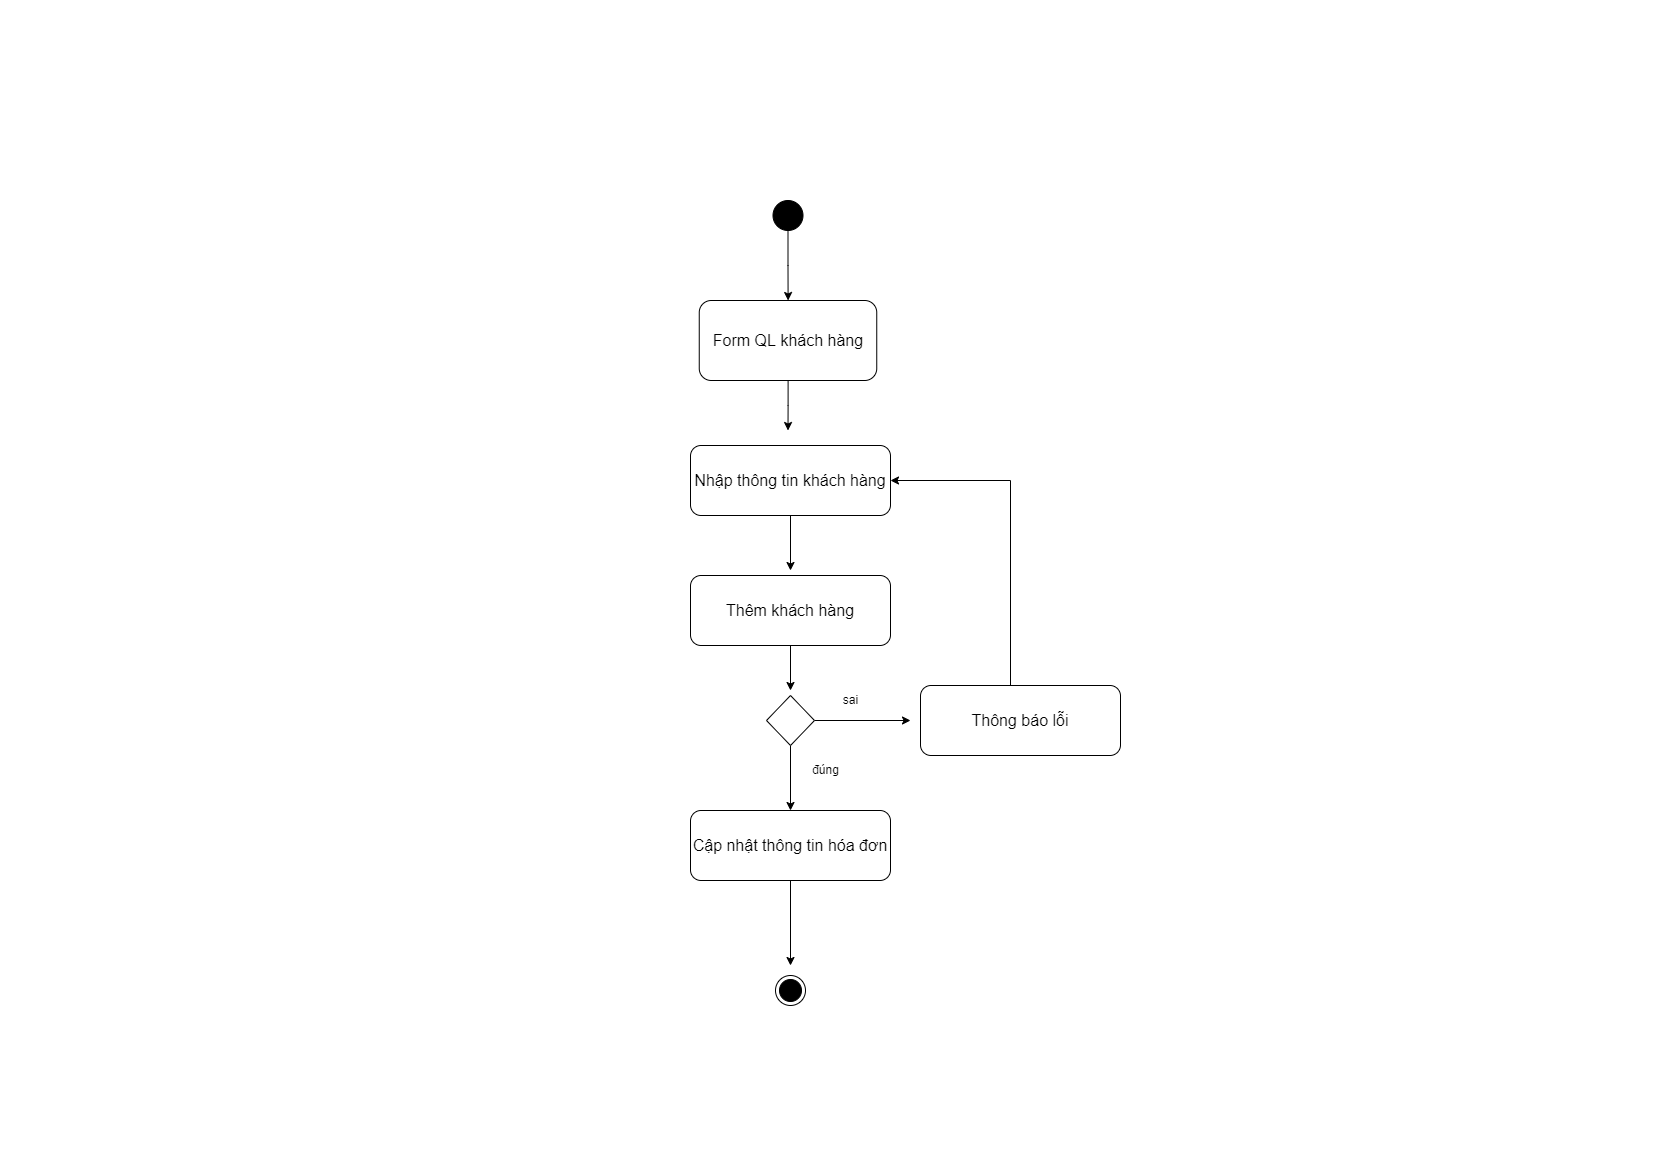 Form QL khách hàng
Nhập thông tin khách hàng
Thêm khách hàng
sai
Thông báo lỗi
đúng
Cập nhật thông tin hóa đơn